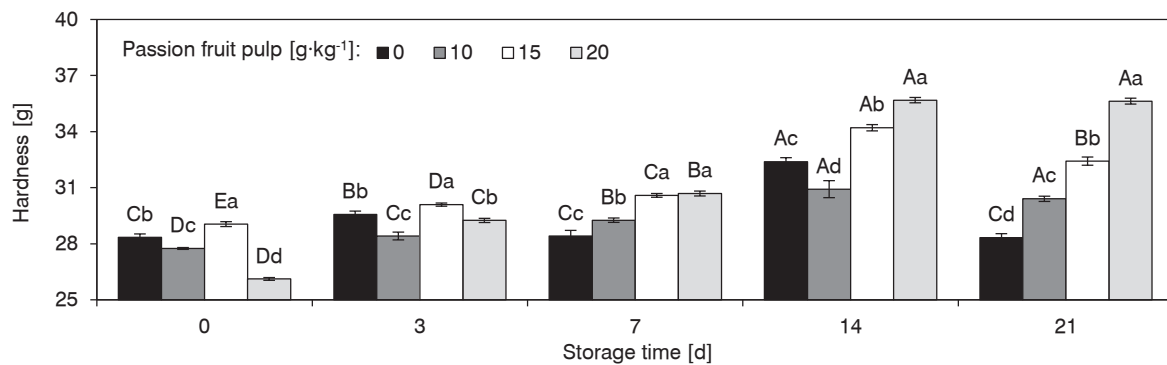 40
37
34
31
28
25
Hardness [g]
Passion fruit pulp [g·kg-1]: 0 10 15 20
Cb Dc Ea Dd
Bb Cc Da Cb
Cc Bb Ca Ba
Ac Ad Ab Aa
Cd Ac Bb Aa
0 3 7 14 21
Storage time [d]